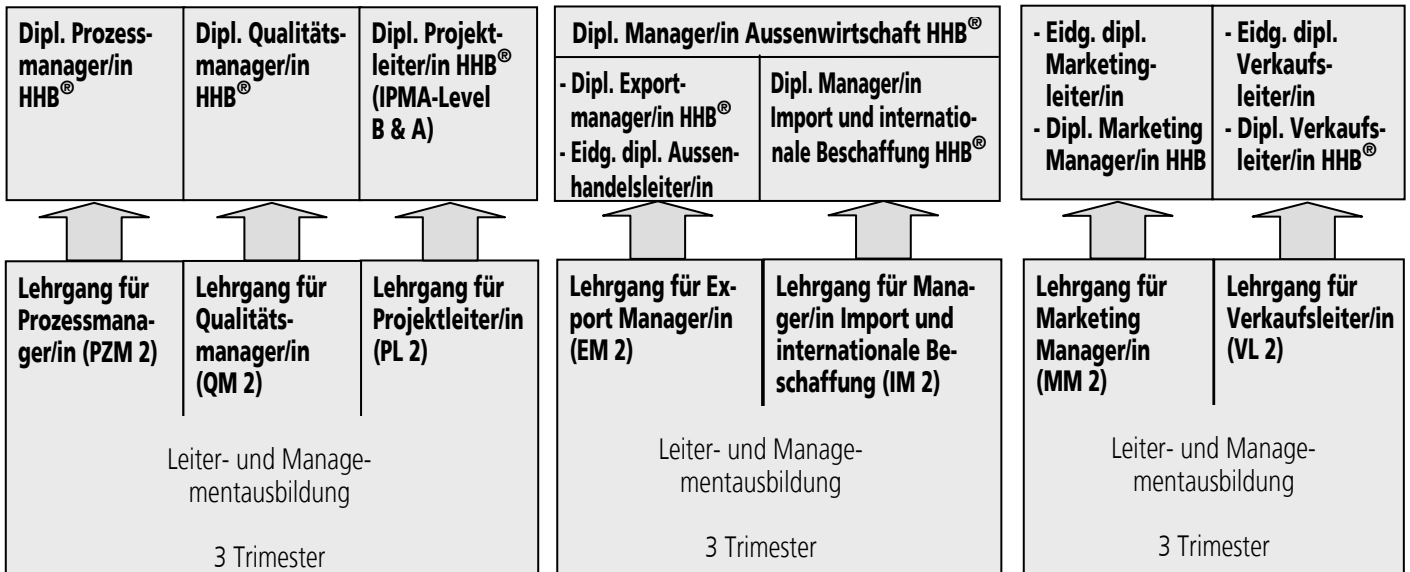 Dipl. Prozess-
manager/in
HHB®
Dipl. Qualitäts-
manager/in
HHB®
Dipl. Projekt-
leiter/in HHB®
(IPMA-Level
B & A)
Dipl. Manager/in Aussenwirtschaft HHB®
- Dipl. Export-
manager/in HHB®
- Eidg. dipl. Aussen-
handelsleiter/in
Dipl. Manager/in
Import und internatio-
nale Beschaffung HHB®
- Eidg. dipl.
Marketing-
leiter/in
- Dipl. Marketing
Manager/in HHB
- Eidg. dipl.
Verkaufs-
leiter/in
- Dipl. Verkaufs-
leiter/in HHB®
Lehrgang für
Prozessmana-
ger/in (PZM 2)
Lehrgang für
Qualitäts-
manager/in
(QM 2)
Lehrgang für
Projektleiter/in
(PL 2)
Leiter- und Manage-
mentausbildung
3 Trimester
Lehrgang für Ex-
port Manager/in
(EM 2)
Lehrgang für Mana-
ger/in Import und
internationale Be-
schaffung (IM 2)
Leiter- und Manage-
mentausbildung
3 Trimester
Lehrgang für
Marketing
Manager/in
(MM 2)
Lehrgang für
Verkaufsleiter/in
(VL 2)
Leiter- und Manage-
mentausbildung
3 Trimester